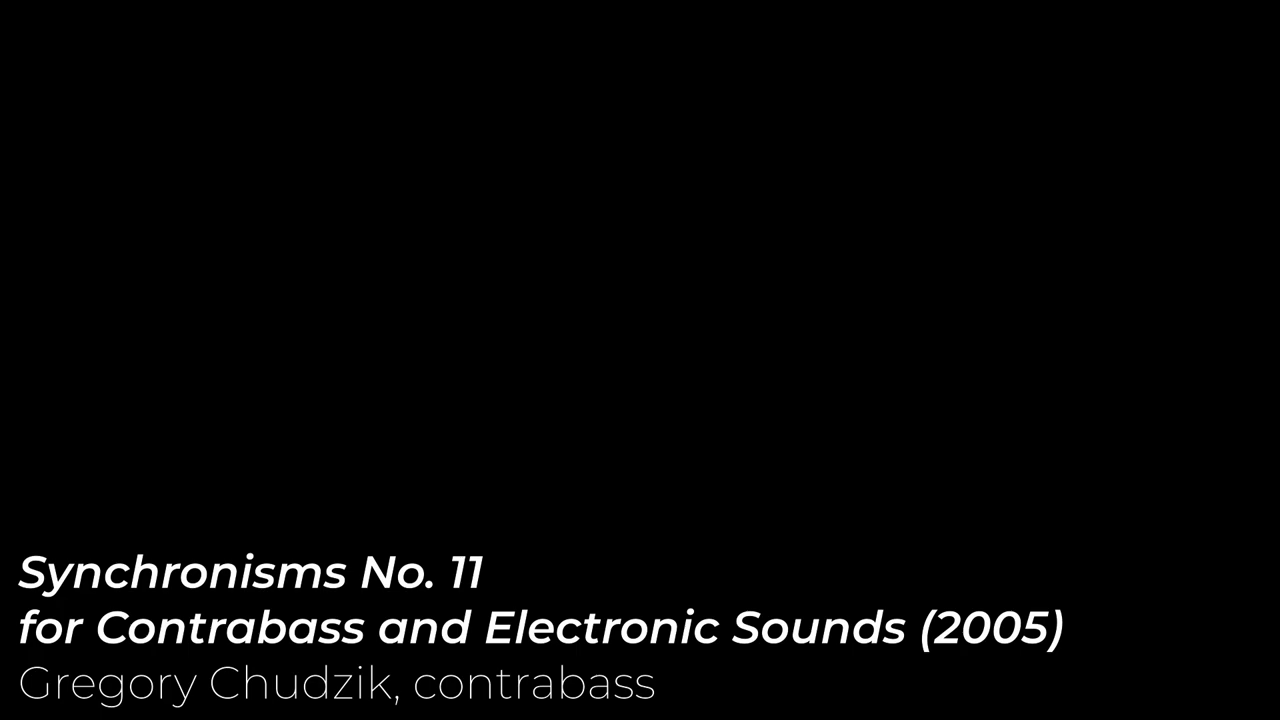 Synchronisms No. 11
for Contrabass and Electronic Sounds (2005)
Gregory Chudzik, contrabass